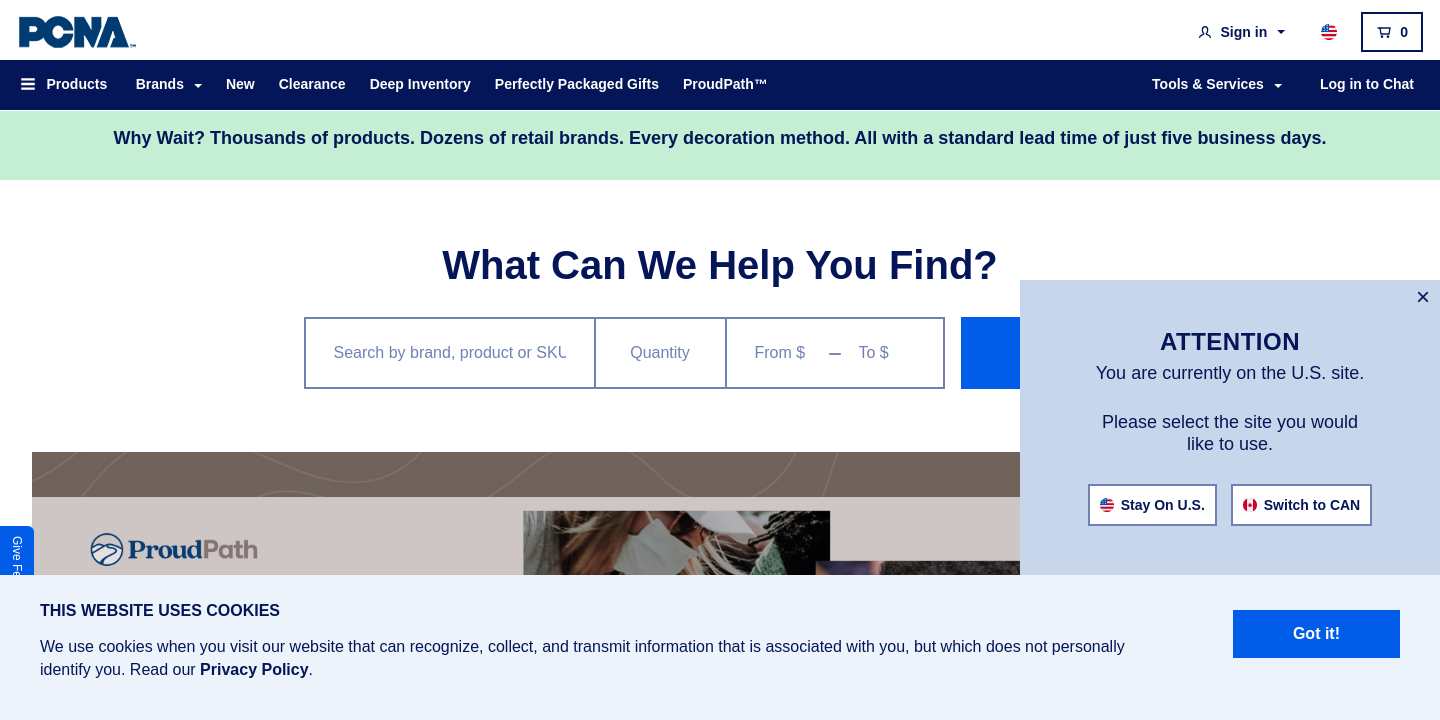 PCNA
Sign in
0
Products
Brands
New
Clearance
Deep Inventory
Perfectly Packaged Gifts
ProudPath™
Tools & Services
Log in to Chat
Why Wait? Thousands of products. Dozens of retail brands. Every decoration method. All with a standard lead time of just five business days.
What Can We Help You Find?
Search by brand, product or SKU
Quantity
From $ – To $
×
ATTENTION
You are currently on the U.S. site.
Please select the site you would
like to use.
Stay On U.S.
Switch to CAN
ProudPath
Give
THIS WEBSITE USES COOKIES
We use cookies when you visit our website that can recognize, collect, and transmit information that is associated with you, but which does not personally
identify you. Read our Privacy Policy.
Got it!